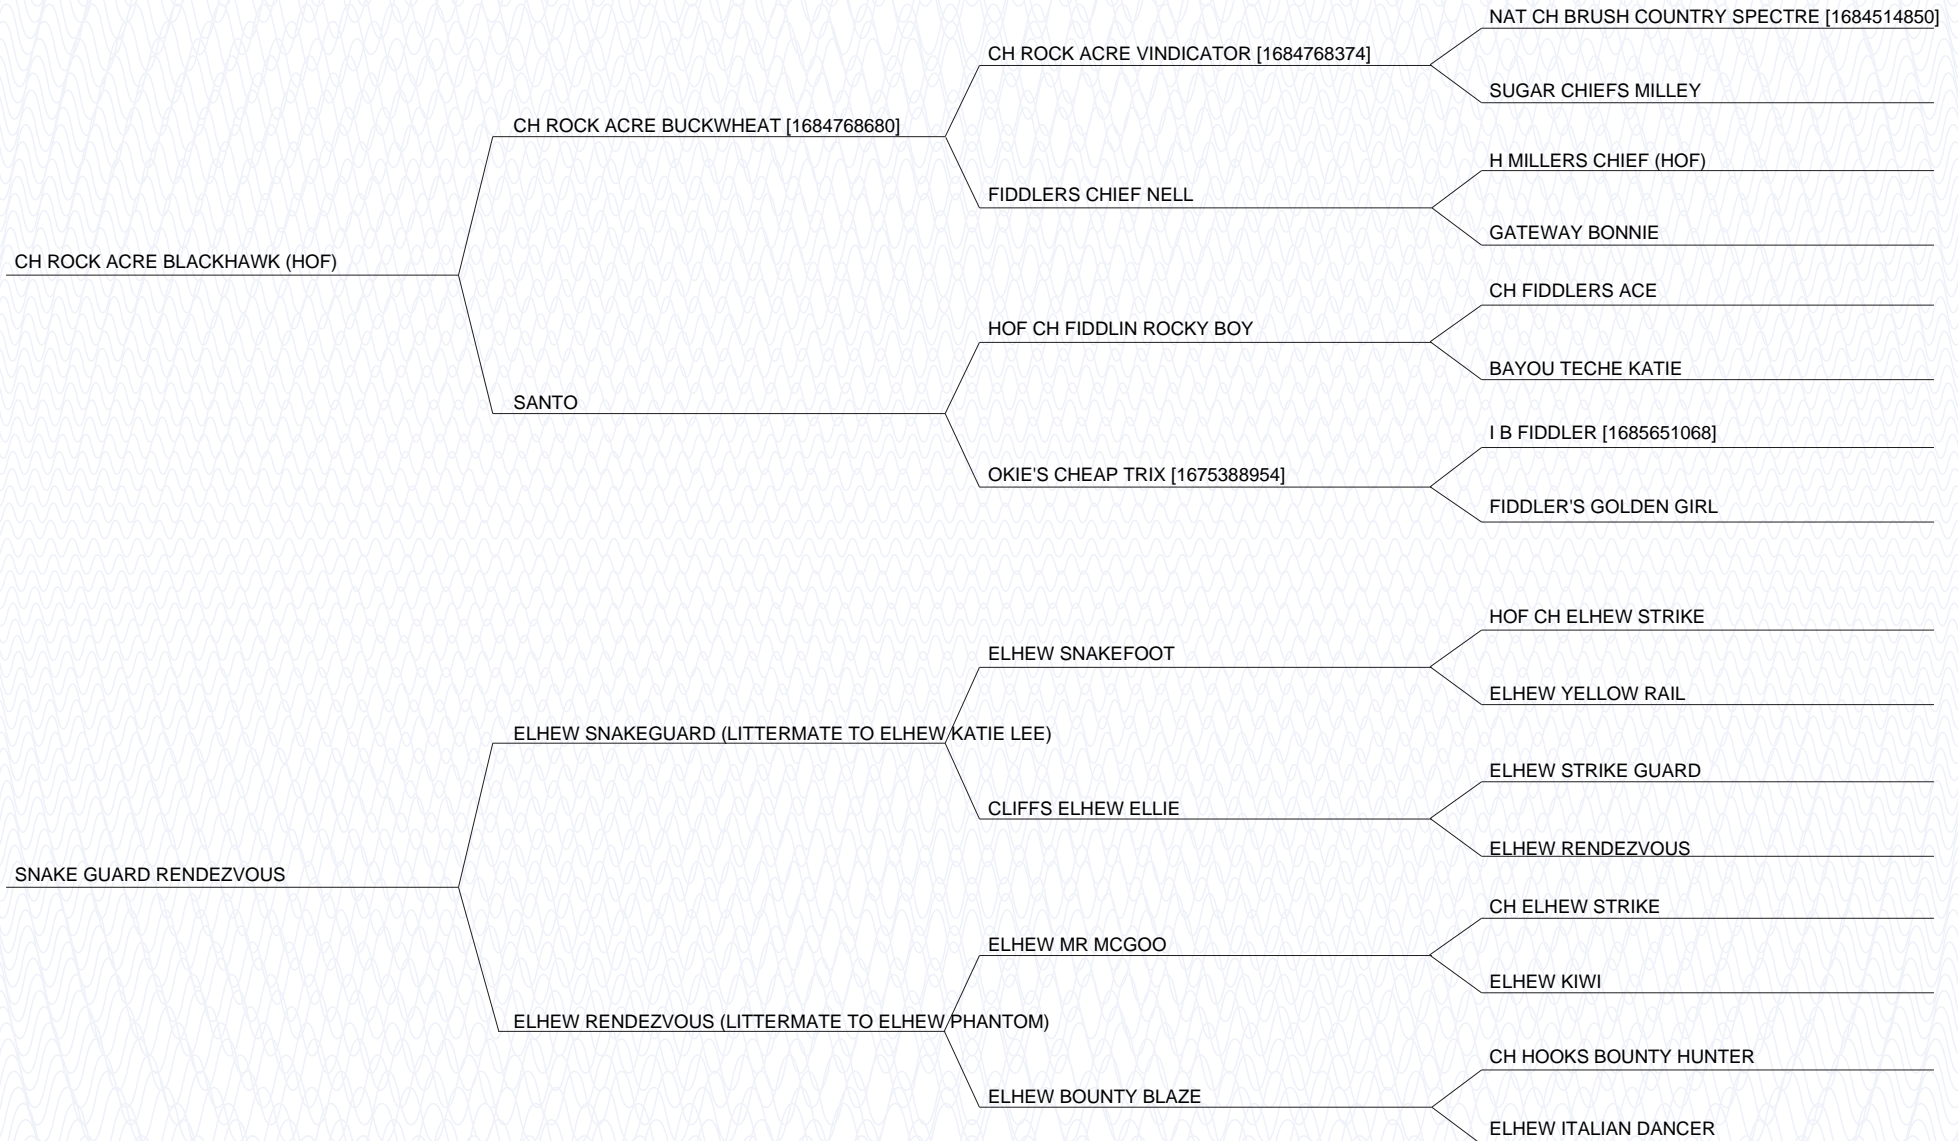 NAT CH BRUSH COUNTRY SPECTRE [1684514850]
CH ROCK ACRE VINDICATOR [1684768374]
SUGAR CHIEFS MILLEY
CH ROCK ACRE BUCKWHEAT [1684768680]
H MILLERS CHIEF (HOF)
FIDDLERS CHIEF NELL
GATEWAY BONNIE
CH ROCK ACRE BLACKHAWK (HOF)
CH FIDDLERS ACE
HOF CH FIDDLIN ROCKY BOY
BAYOU TECHE KATIE
SANTO
I B FIDDLER [1685651068]
OKIE'S CHEAP TRIX [1675388954]
FIDDLER'S GOLDEN GIRL
HOF CH ELHEW STRIKE
ELHEW SNAKEFOOT
ELHEW YELLOW RAIL
ELHEW SNAKEGUARD (LITTERMATE TO ELHEW KATIE LEE)
ELHEW STRIKE GUARD
CLIFFS ELHEW ELLIE
ELHEW RENDEZVOUS
SNAKE GUARD RENDEZVOUS
CH ELHEW STRIKE
ELHEW MR MCGOO
ELHEW KIWI
ELHEW RENDEZVOUS (LITTERMATE TO ELHEW PHANTOM)
CH HOOKS BOUNTY HUNTER
ELHEW BOUNTY BLAZE
ELHEW ITALIAN DANCER